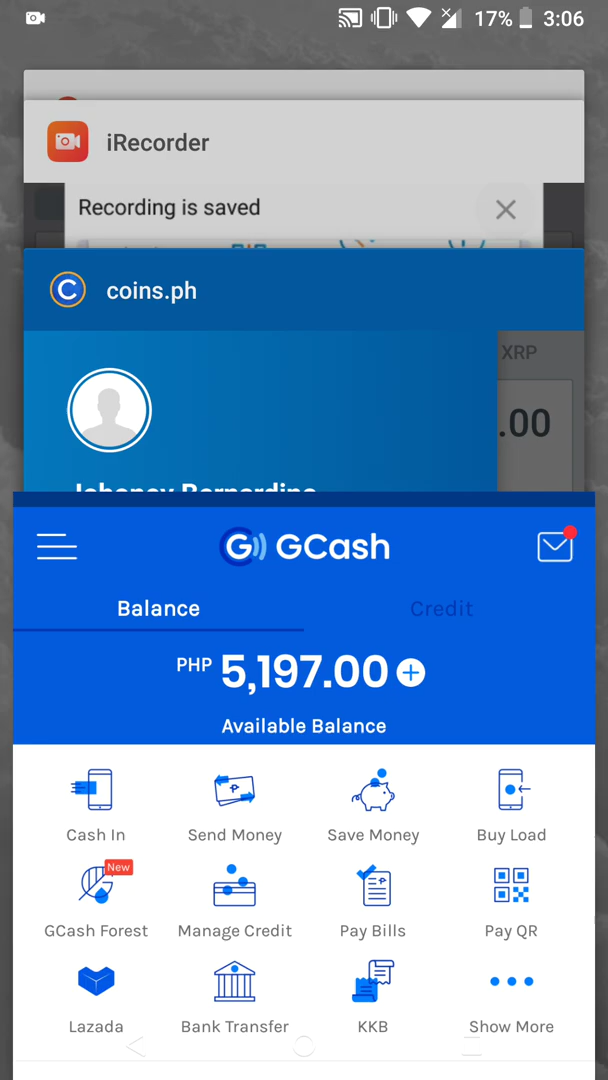 17% 3:06
iRecorder
Recording is saved
coins.ph
XRP
.00
GCash
Balance Credit
PHP 5,197.00
Available Balance
Cash In Send Money Save Money Buy Load
New
GCash Forest Manage Credit Pay Bills Pay QR
Lazada Bank Transfer KKB Show More